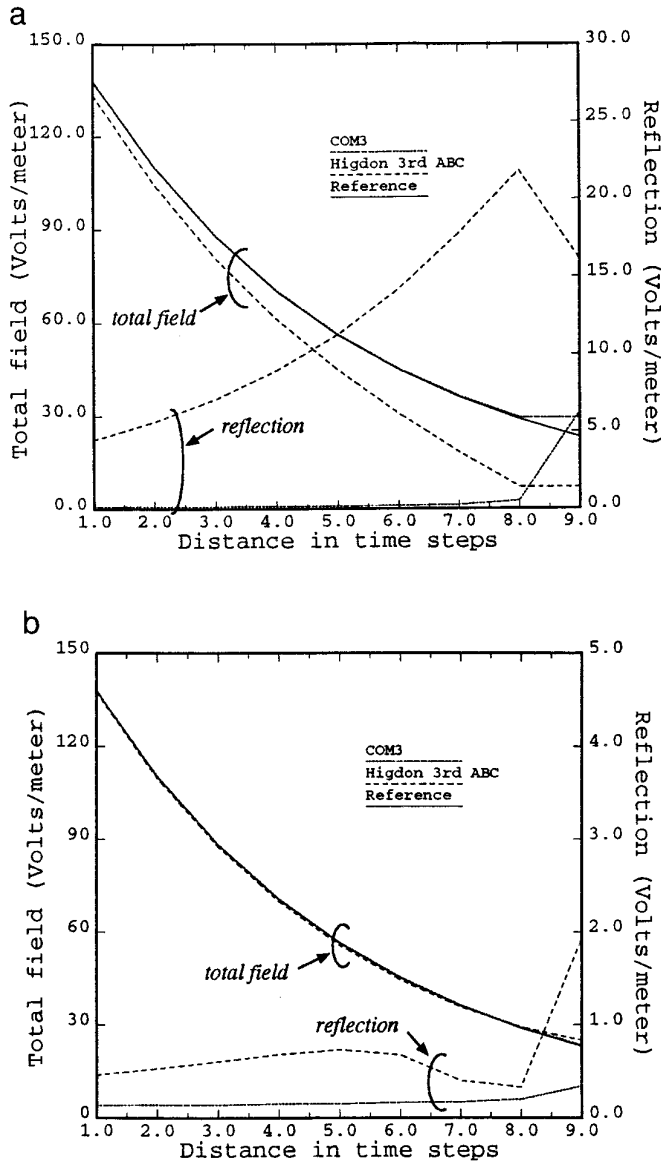 a
150.0
120.0
90.0
60.0
30.0
0.0
Total field (Volts/meter)
30.0
25.0
20.0
15.0
10.0
5.0
0.0
Reflection (Volts/meter)
COM3
Higdon 3rd ABC
Reference
total field
reflection
1.0 2.0 3.0 4.0 5.0 6.0 7.0 8.0 9.0
Distance in time steps
b
150
120
90
60
30
0
Total field (Volts/meter)
5.0
4.0
3.0
2.0
1.0
0.0
Reflection (Volts/meter)
COM3
Higdon 3rd ABC
Reference
total field
reflection
1.0 2.0 3.0 4.0 5.0 6.0 7.0 8.0 9.0
Distance in time steps